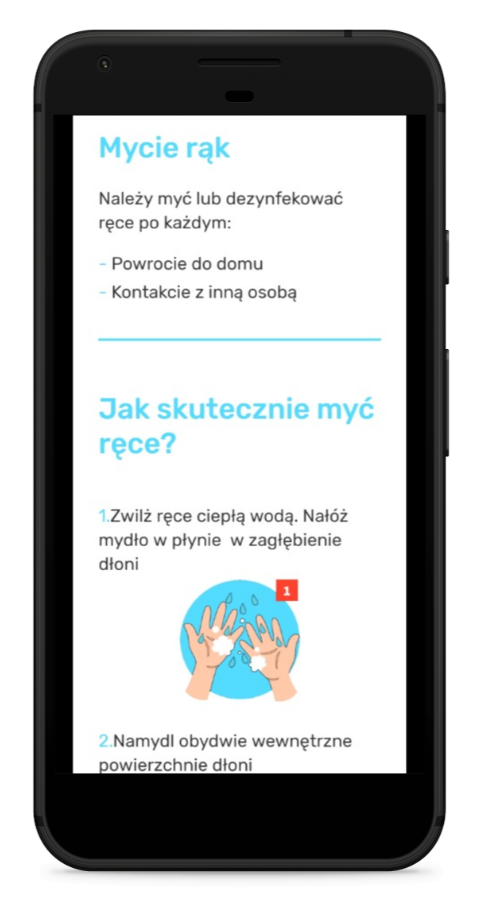 Mycie rąk
Należy myć lub dezynfekować
ręce po każdym:
- Powrocie do domu
- Kontakcie z inną osobą
Jak skutecznie myć
ręce?
1.Zwilż ręce ciepłą wodą. Nałóż
mydło w płynie  w zagłębienie
dłoni
1
2.Namydl obydwie wewnętrzne
powierzchnie dłoni